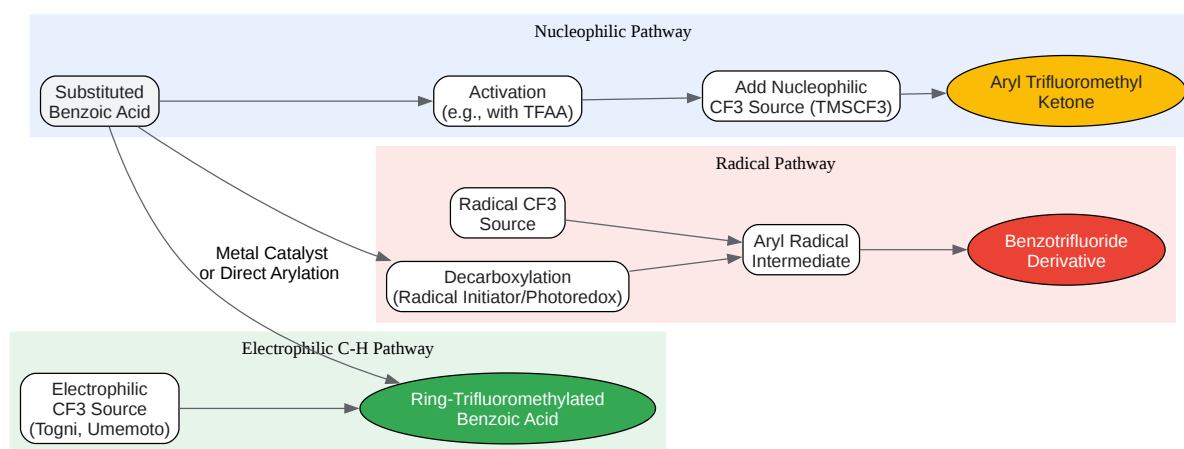 Nucleophilic Pathway
Substituted
Benzoic Acid
Activation
(e.g., with TFAA)
Add Nucleophilic
CF3 Source (TMSCF3)
Aryl Trifluoromethyl
Ketone
Radical Pathway
Radical CF3
Source
Decarboxylation
(Radical Initiator/Photoredox)
Aryl Radical
Intermediate
Benzotrifluoride
Derivative
Metal Catalyst
or Direct Arylation
Electrophilic C-H Pathway
Electrophilic
CF3 Source
(Togni, Umemoto)
Ring-Trifluoromethylated
Benzoic Acid